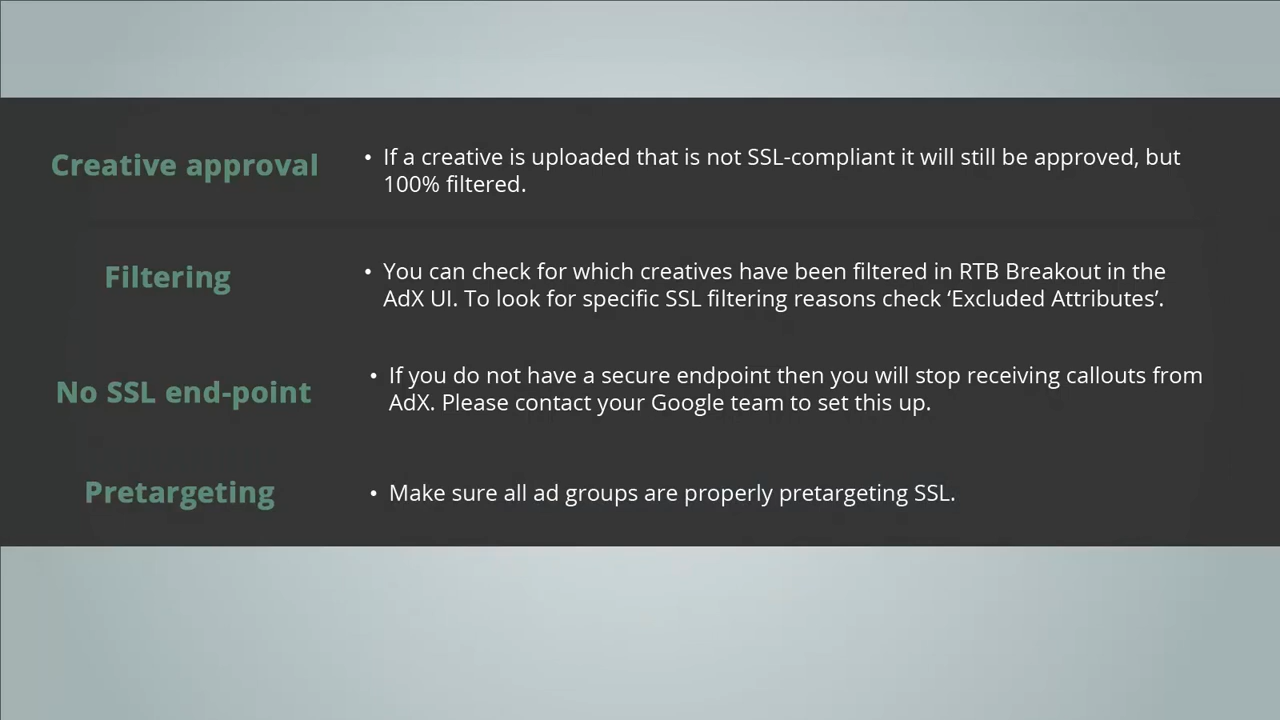 Creative approval
• If a creative is uploaded that is not SSL-compliant it will still be approved, but
100% filtered.
Filtering
• You can check for which creatives have been filtered in RTB Breakout in the
AdX UI. To look for specific SSL filtering reasons check ‘Excluded Attributes’.
No SSL end-point
• If you do not have a secure endpoint then you will stop receiving callouts from
AdX. Please contact your Google team to set this up.
Pretargeting
• Make sure all ad groups are properly pretargeting SSL.